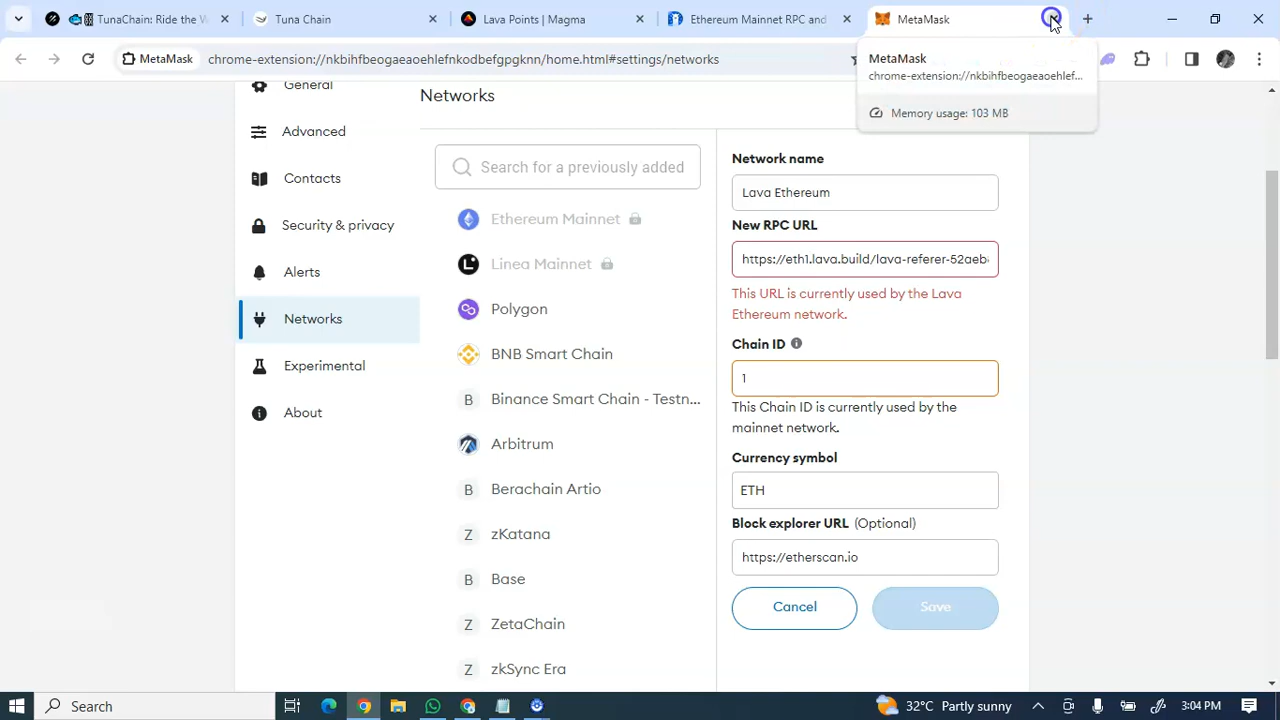 TunaChain: Ride the W
Tuna Chain
Lava Points | Magma
Ethereum Mainnet RPC and
MetaMask
MetaMask
chrome-extension://nkbihfbeogaeaoehlefnkodbefgpgknn/home.html#settings/networks
MetaMask
chrome-extension://nkbihfbeogaeaoehlef...
Memory usage: 103 MB
General
Advanced
Contacts
Security & privacy
Alerts
Networks
Experimental
About
Networks
Search for a previously added
Ethereum Mainnet
Linea Mainnet
Polygon
BNB Smart Chain
B Binance Smart Chain - Testn...
Arbitrum
B Berachain Artio
Z zKatana
B Base
Z ZetaChain
Z zkSync Era
Network name
Lava Ethereum
New RPC URL
https://eth1.lava.build/lava-referer-52aeb
This URL is currently used by the Lava
Ethereum network.
Chain ID
1
This Chain ID is currently used by the
mainnet network.
Currency symbol
ETH
Block explorer URL (Optional)
https://etherscan.io
Cancel
Save
Search
32°C Partly sunny
3:04 PM